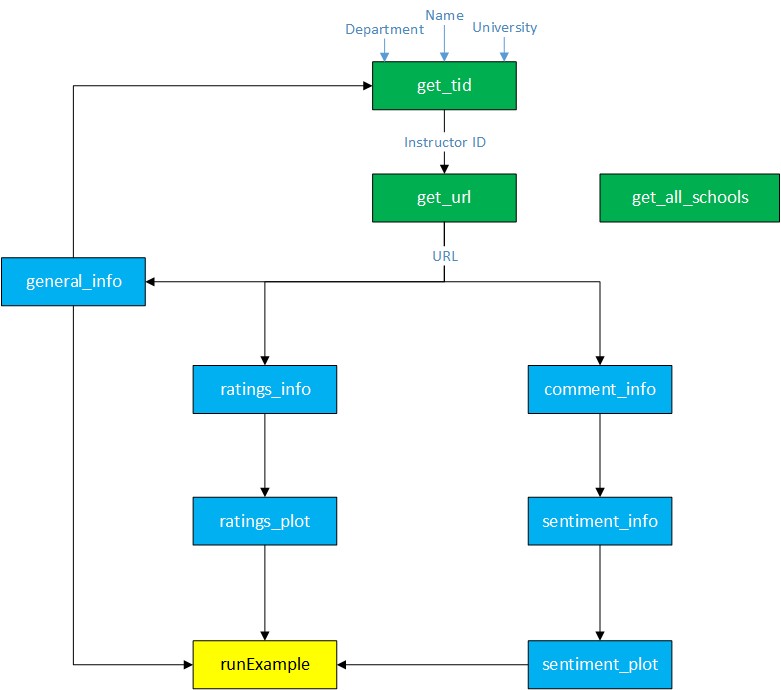 Name
Department
University
get_tid
Instructor ID
get_url
get_all_schools
URL
general_info
ratings_info
comment_info
ratings_plot
sentiment_info
runExample
sentiment_plot